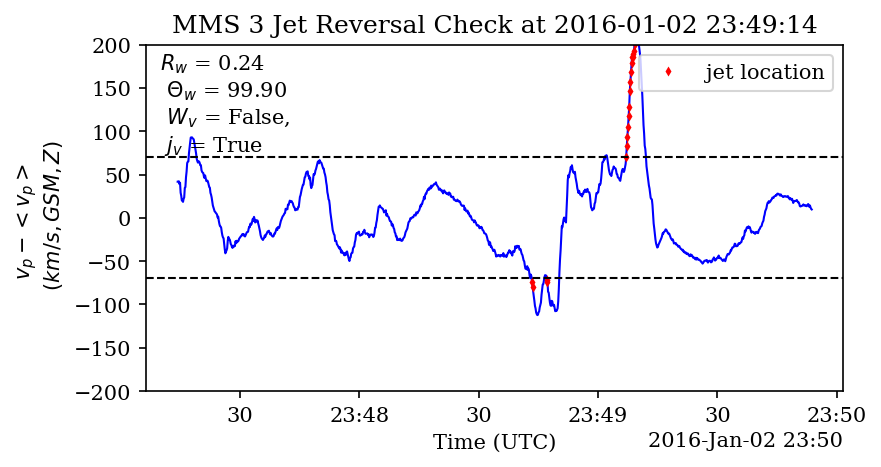 MMS 3 Jet Reversal Check at 2016-01-02 23:49:14
R_w = 0.24
Θ_w = 99.90
W_v = False,
j_v = True
jet location
200
150
100
50
0
−50
−100
−150
−200
v_p − < v_p >
(km/s, GSM, Z)
30
23:48
30
23:49
30
23:50
Time (UTC)
2016-Jan-02 23:50